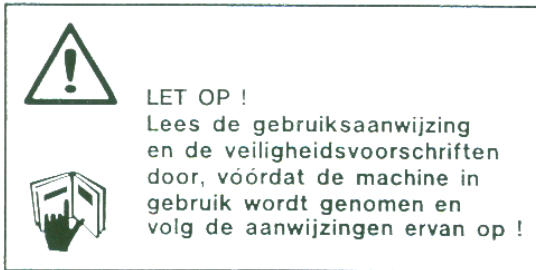 LET OP !
Lees de gebruiksaanwijzing
en de veiligheidsvoorschriften
door, vóórdat de machine in
gebruik wordt genomen en
volg de aanwijzingen ervan op !